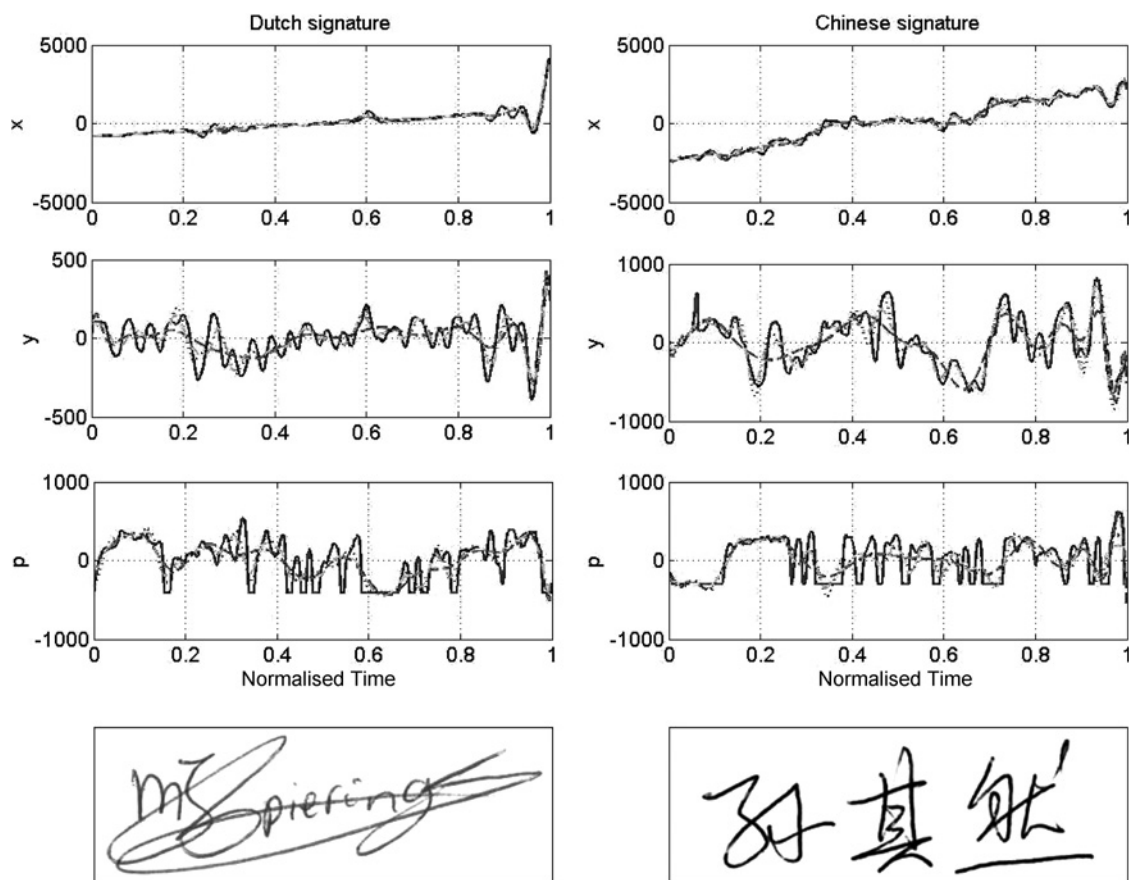 Dutch signature Chinese signature
5000 5000
x x
0 0
-5000 -5000
0 0.2 0.4 0.6 0.8 1 0 0.2 0.4 0.6 0.8 1
500 1000
y y
0 0
-500 -1000
0 0.2 0.4 0.6 0.8 1 0 0.2 0.4 0.6 0.8 1
1000 1000
p p
0 0
-1000 -1000
0 0.2 0.4 0.6 0.8 1 0 0.2 0.4 0.6 0.8 1
Normalised Time Normalised Time
MJSpiering 孙